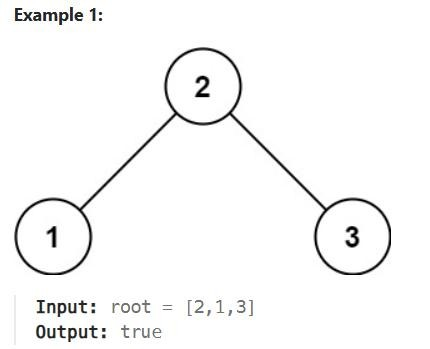 Example 1:
2
1 3
Input: root = [2,1,3]
Output: true